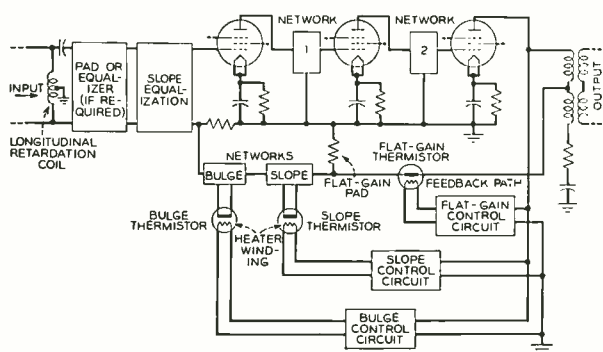 NETWORK
NETWORK
1
2
PAD OR
EQUAL-
IZER
(IF RE-
QUIRED)
SLOPE
EQUAL-
IZATION
INPUT
OUTPUT
LONGITUDINAL
RETARDATION
COIL
NETWORKS
BULGE
SLOPE
FLAT-GAIN
PAD
FLAT-GAIN
THERMISTOR
FEEDBACK PATH
FLAT-GAIN
CONTROL
CIRCUIT
BULGE
THERMISTOR
HEATER
WIND-
ING
SLOPE
THERMISTOR
SLOPE
CONTROL
CIRCUIT
BULGE
CONTROL
CIRCUIT